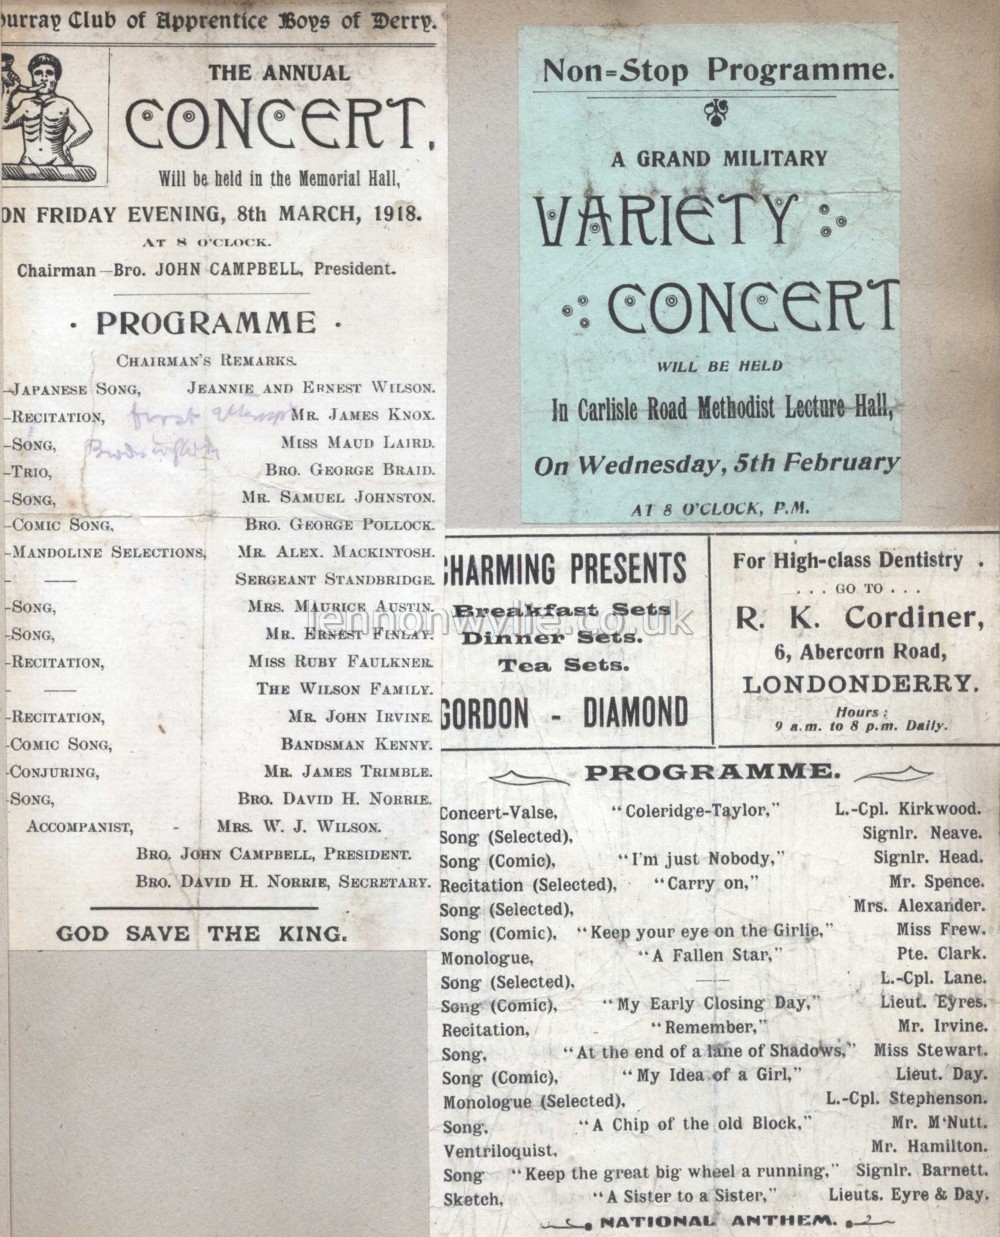 urray Club of Apprentice Boys of Derry.
THE ANNUAL
CONCERT,
Will be held in the Memorial Hall,
ON FRIDAY EVENING, 8th MARCH, 1918.
AT 8 O'CLOCK.
Chairman—Bro. JOHN CAMPBELL, President.
· PROGRAMME ·
CHAIRMAN'S REMARKS.
JAPANESE SONG, JEANNIE AND ERNEST WILSON.
RECITATION, first attempt MR. JAMES KNOX.
SONG, MISS MAUD LAIRD.
TRIO, BRO. GEORGE BRAID.
SONG, MR. SAMUEL JOHNSTON.
COMIC SONG, BRO. GEORGE POLLOCK.
MANDOLINE SELECTIONS, MR. ALEX. MACKINTOSH.
- — SERGEANT STANDBRIDGE.
SONG, MRS. MAURICE AUSTIN.
SONG, MR. ERNEST FINLAY.
RECITATION, MISS RUBY FAULKNER.
- — THE WILSON FAMILY.
RECITATION, MR. JOHN IRVINE.
COMIC SONG, BANDSMAN KENNY.
CONJURING, MR. JAMES TRIMBLE.
SONG, BRO. DAVID H. NORRIE.
ACCOMPANIST, - MRS. W. J. WILSON.
BRO. JOHN CAMPBELL, PRESIDENT.
BRO. DAVID H. NORRIE, SECRETARY.
GOD SAVE THE KING.
Non=Stop Programme.
A GRAND MILITARY
VARIETY
CONCERT
WILL BE HELD
In Carlisle Road Methodist Lecture Hall,
On Wednesday, 5th February
AT 8 O'CLOCK, P.M.
CHARMING PRESENTS
Breakfast Sets
Dinner Sets.
Tea Sets.
GORDON - DIAMOND
For High-class Dentistry .
. . . GO TO . . .
R. K. Cordiner,
6, Abercorn Road,
LONDONDERRY.
Hours:
9 a.m. to 8 p.m. Daily.
lennonwylie.co.uk
PROGRAMME.
Concert-Valse, "Coleridge-Taylor," L.-Cpl. Kirkwood.
Song (Selected), Signlr. Neave.
Song (Comic), "I'm just Nobody," Signlr. Head.
Recitation (Selected), "Carry on," Mr. Spence.
Song (Selected), Mrs. Alexander.
Song (Comic), "Keep your eye on the Girlie," Miss Frew.
Monologue, "A Fallen Star," Pte. Clark.
Song (Selected), — L.-Cpl. Lane.
Song (Comic), "My Early Closing Day," Lieut. Eyres.
Recitation, "Remember," Mr. Irvine.
Song, "At the end of a lane of Shadows," Miss Stewart.
Song (Comic), "My Idea of a Girl," Lieut. Day.
Monologue (Selected), L.-Cpl. Stephenson.
Song, "A Chip of the old Block," Mr. M'Nutt.
Ventriloquist, Mr. Hamilton.
Song "Keep the great big wheel a running," Signlr. Barnett.
Sketch, "A Sister to a Sister," Lieuts. Eyre & Day.
NATIONAL ANTHEM.